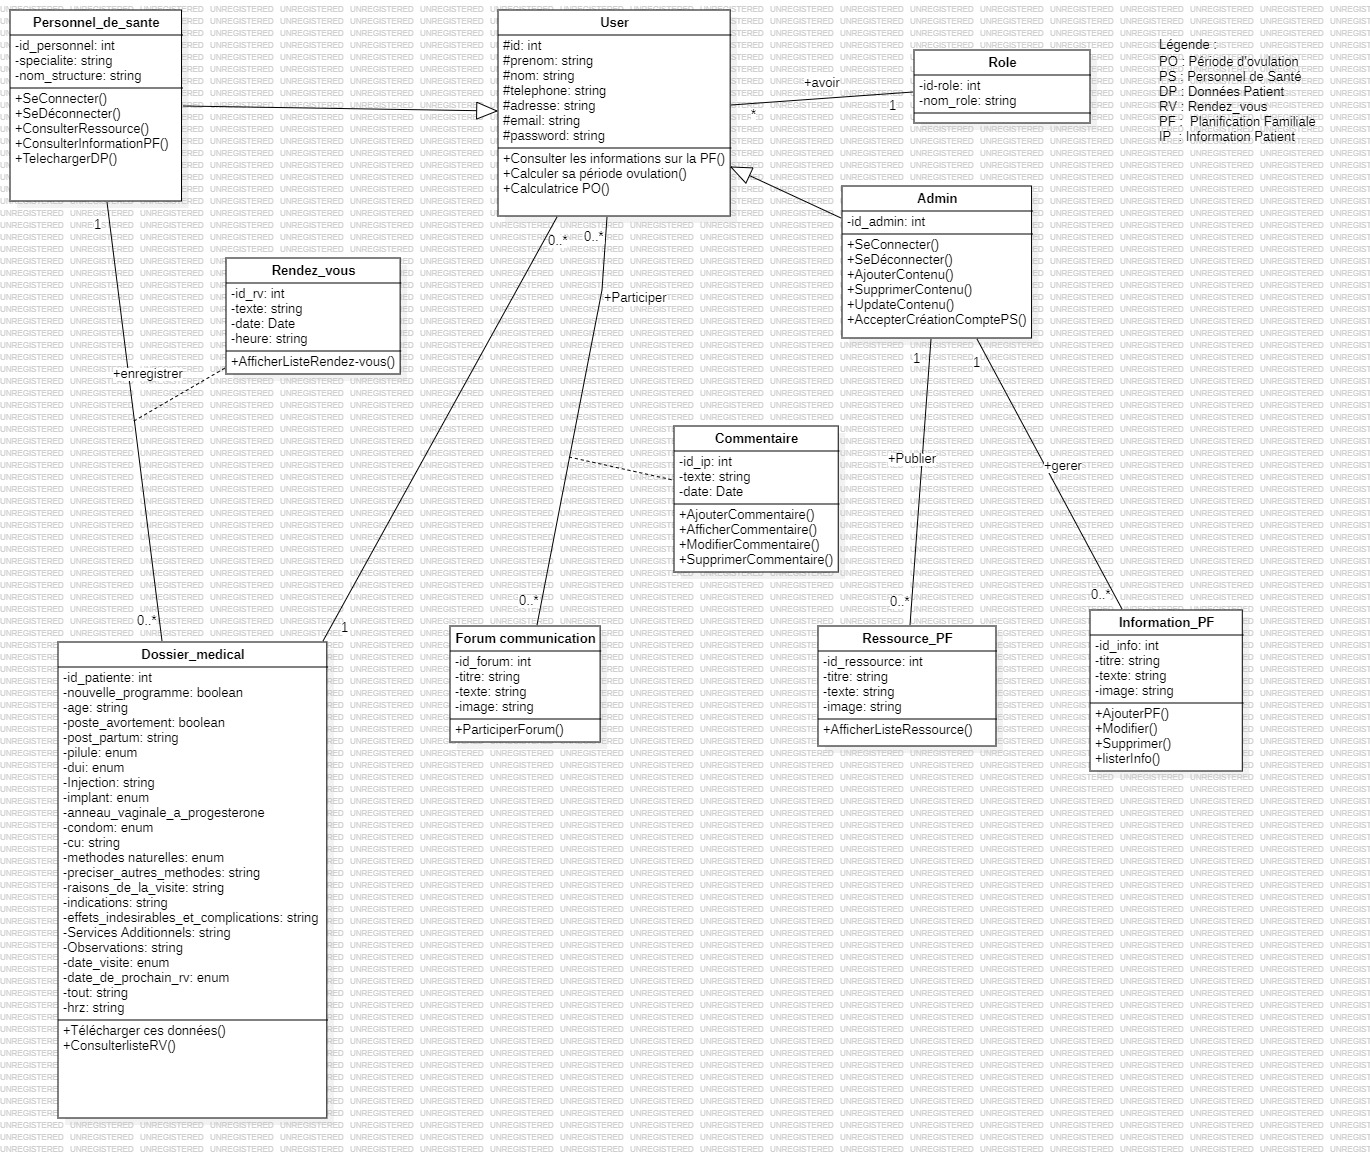 Personnel_de_sante
-id_personnel: int
-specialite: string
-nom_structure: string
+SeConnecter()
+SeDéconnecter()
+ConsulterRessource()
+ConsulterInformationPF()
+TelechargerDP()
User
#id: int
#prenom: string
#nom: string
#telephone: string
#adresse: string
#email: string
#password: string
+Consulter les informations sur la PF()
+Calculer sa période ovulation()
+Calculatrice PO()
+avoir
*
1
Role
-id-role: int
-nom_role: string
Légende :
PO : Période d'ovulation
PS : Personnel de Santé
DP : Données Patient
RV : Rendez_vous
PF : Planification Familiale
IP : Information Patient
Admin
-id_admin: int
+SeConnecter()
+SeDéconnecter()
+AjouterContenu()
+SupprimerContenu()
+UpdateContenu()
+AccepterCréationComptePS()
1
+enregistrer
0..*
Rendez_vous
-id_rv: int
-texte: string
-date: Date
-heure: string
+AfficherListeRendez-vous()
0..*
1
0..*
+Participer
0..*
Commentaire
-id_ip: int
-texte: string
-date: Date
+AjouterCommentaire()
+AfficherCommentaire()
+ModifierCommentaire()
+SupprimerCommentaire()
1
+Publier
0..*
1
+gerer
0..*
Dossier_medical
-id_patiente: int
-nouvelle_programme: boolean
-age: string
-poste_avortement: boolean
-post_partum: string
-pilule: enum
-dui: enum
-Injection: string
-implant: enum
-anneau_vaginale_a_progesterone
-condom: enum
-cu: string
-methodes naturelles: enum
-preciser_autres_methodes: string
-raisons_de_la_visite: string
-indications: string
-effets_indesirables_et_complications: string
-Services Additionnels: string
-Observations: string
-date_visite: enum
-date_de_prochain_rv: enum
-tout: string
-hrz: string
+Télécharger ces données()
+ConsulterlisteRV()
Forum communication
-id_forum: int
-titre: string
-texte: string
-image: string
+ParticiperForum()
Ressource_PF
-id_ressource: int
-titre: string
-texte: string
-image: string
+AfficherListeRessource()
Information_PF
-id_info: int
-titre: string
-texte: string
-image: string
+AjouterPF()
+Modifier()
+Supprimer()
+listerInfo()
UNREGISTERED